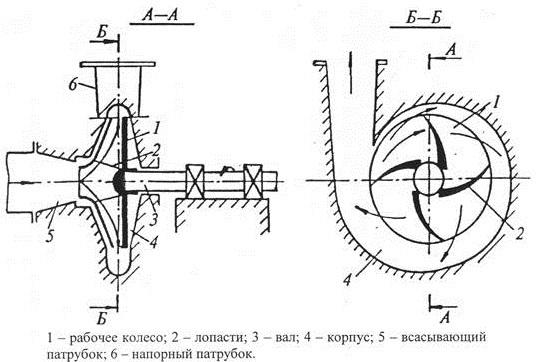 А—А
Б—Б
Б
А
6
1
1
2
3
2
5
4
4
Б
А
1 – рабочее колесо; 2 – лопасти; 3 – вал; 4 – корпус; 5 – всасывающий
патрубок; 6 – напорный патрубок.